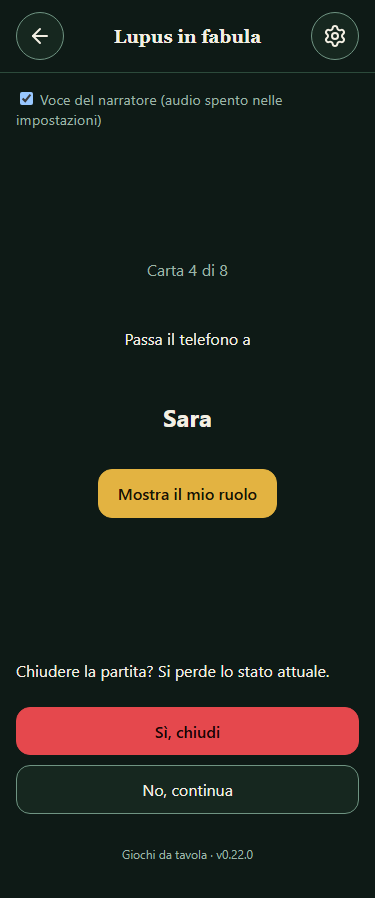 Lupus in fabula
Voce del narratore (audio spento nelle
impostazioni)
Carta 4 di 8
Passa il telefono a
Sara
Mostra il mio ruolo
Chiudere la partita? Si perde lo stato attuale.
Sì, chiudi
No, continua
Giochi da tavola · v0.22.0